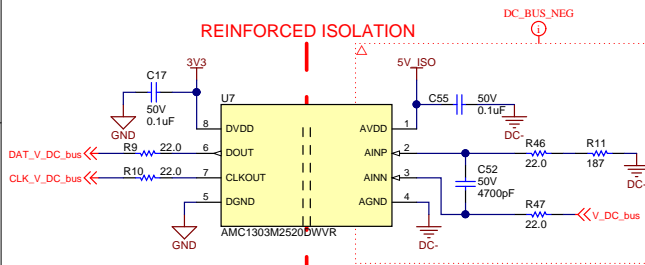 DC_BUS_NEG
i
REINFORCED ISOLATION
3V3
5V_ISO
C17
50V
0.1uF
GND
U7
C55
50V
0.1uF
DC-
8
DVDD
AVDD
1
DAT_V_DC_bus
R9
22.0
6
DOUT
AINP
2
R46
22.0
R11
187
DC-
CLK_V_DC_bus
R10
22.0
7
CLKOUT
AINN
3
C52
50V
4700pF
5
DGND
AGND
4
R47
22.0
V_DC_bus
GND
AMC1303M2520DWVR
DC-